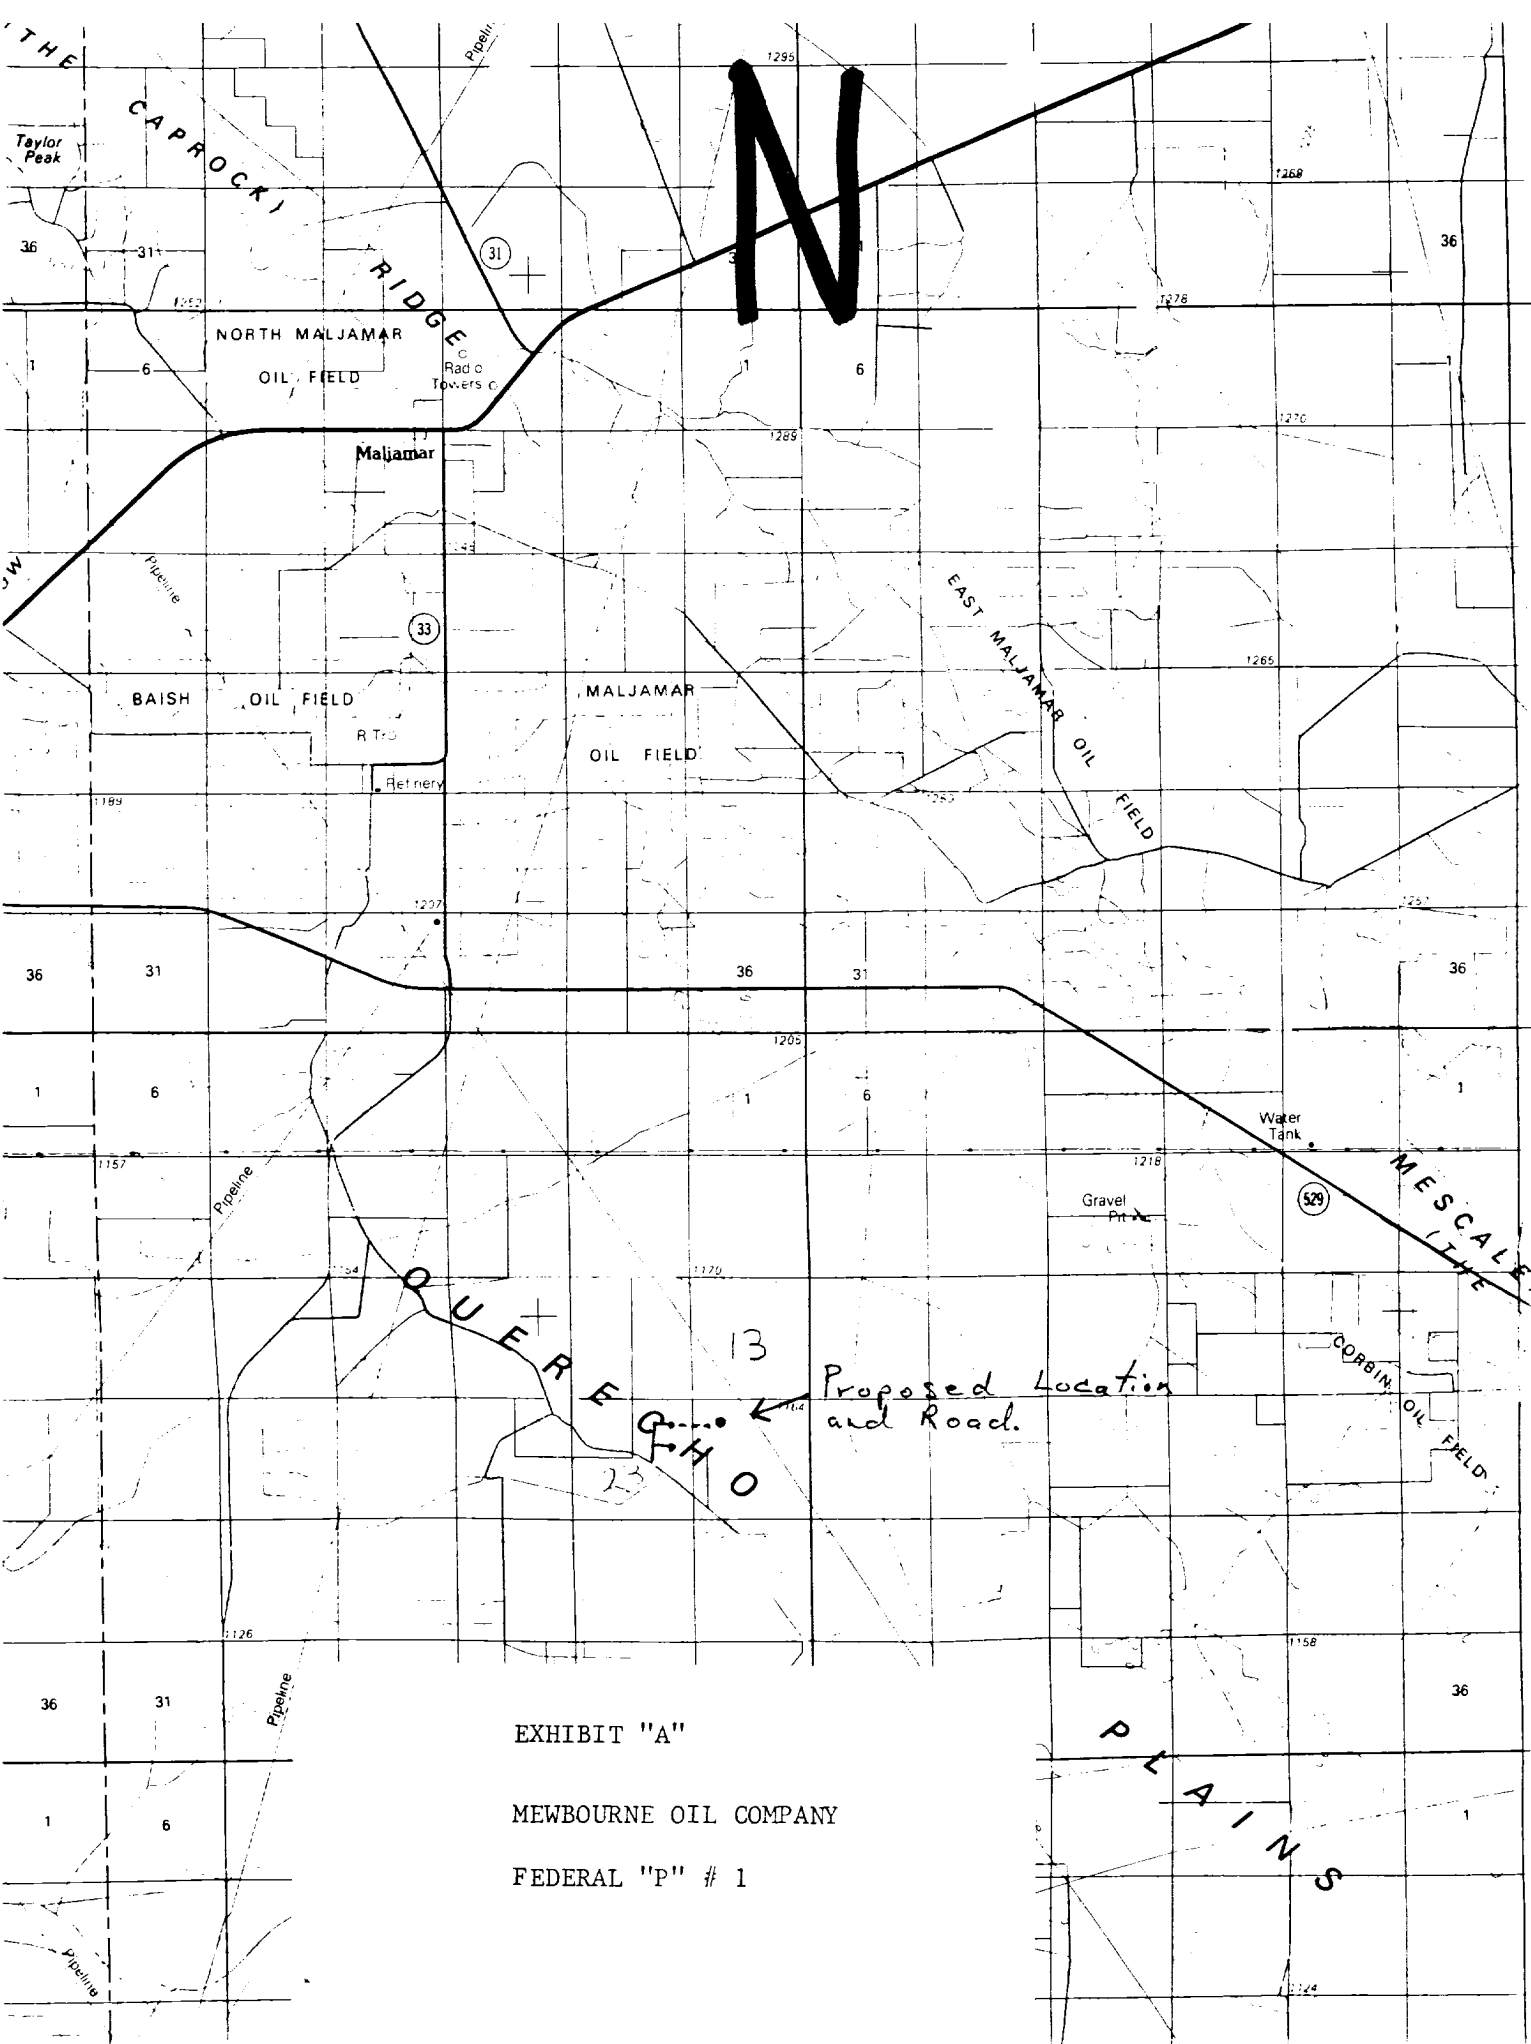 (THE
CAPROCK)
RIDGE
Pipeline
1295
N
Taylor
Peak
1268
36
31
31
36
1252
1278
NORTH MALJAMAR
OIL FIELD
Radio
Towers
1
6
1
6
1
1289
1270
Maljamar
Pipeline
33
EAST MALJAMAR OIL FIELD
1265
BAISH OIL FIELD
MALJAMAR
OIL FIELD
Refinery
1189
1207
36
31
36
31
36
1205
1
6
1
6
1
Water
Tank
1157
1218
Pipeline
Gravel
Pit
529
MESCALE
(THE
1170
QUERECHO
13
CORBIN OIL FIELD
Proposed Location
and Road.
23
1126
1158
36
31
Pipeline
36
EXHIBIT "A"
PLAINS
MEWBOURNE OIL COMPANY
1
6
1
FEDERAL "P" # 1
Pipeline
1124